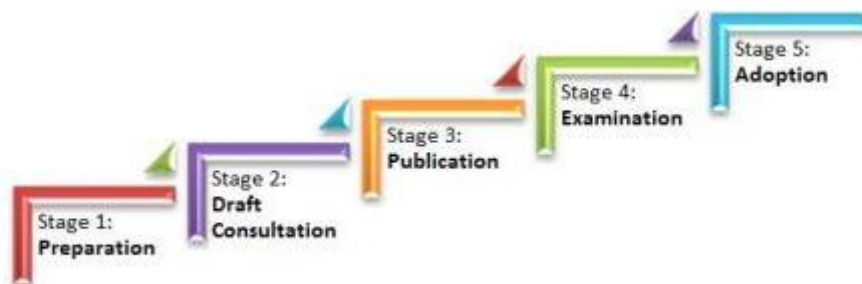 Stage 1:
Preparation
Stage 2:
Draft
Consultation
Stage 3:
Publication
Stage 4:
Examination
Stage 5:
Adoption